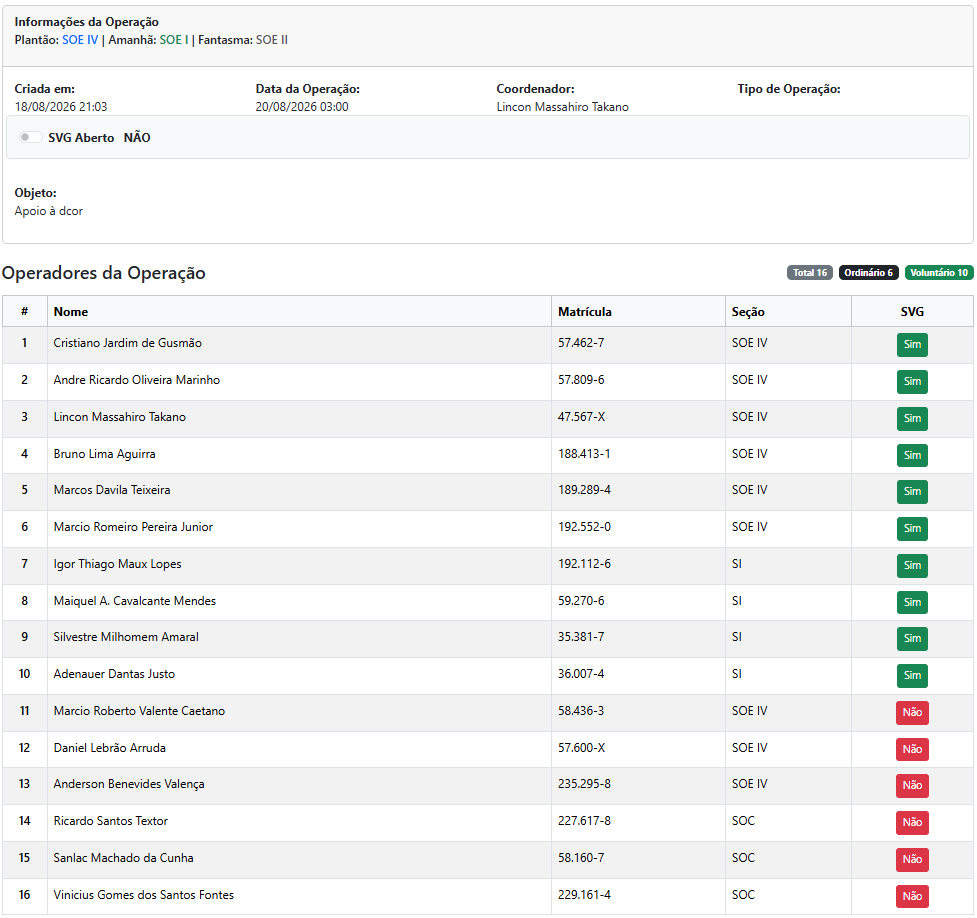 Informações da Operação
Plantão: SOE IV | Amanhã: SOE I | Fantasma: SOE II
Criada em: Data da Operação: Coordenador: Tipo de Operação:
18/08/2026 21:03 20/08/2026 03:00 Lincon Massahiro Takano
SVG Aberto NÃO
Objeto:
Apoio à dcor
Operadores da Operação Total 16 Ordinário 6 Voluntário 10
# Nome Matrícula Seção SVG
1 Cristiano Jardim de Gusmão 57.462-7 SOE IV Sim
2 Andre Ricardo Oliveira Marinho 57.809-6 SOE IV Sim
3 Lincon Massahiro Takano 47.567-X SOE IV Sim
4 Bruno Lima Aguirra 188.413-1 SOE IV Sim
5 Marcos Davila Teixeira 189.289-4 SOE IV Sim
6 Marcio Romeiro Pereira Junior 192.552-0 SOE IV Sim
7 Igor Thiago Maux Lopes 192.112-6 SI Sim
8 Maiquel A. Cavalcante Mendes 59.270-6 SI Sim
9 Silvestre Milhomem Amaral 35.381-7 SI Sim
10 Adenauer Dantas Justo 36.007-4 SI Sim
11 Marcio Roberto Valente Caetano 58.436-3 SOE IV Não
12 Daniel Lebrão Arruda 57.600-X SOE IV Não
13 Anderson Benevides Valença 235.295-8 SOE IV Não
14 Ricardo Santos Textor 227.617-8 SOC Não
15 Sanlac Machado da Cunha 58.160-7 SOC Não
16 Vinicius Gomes dos Santos Fontes 229.161-4 SOC Não